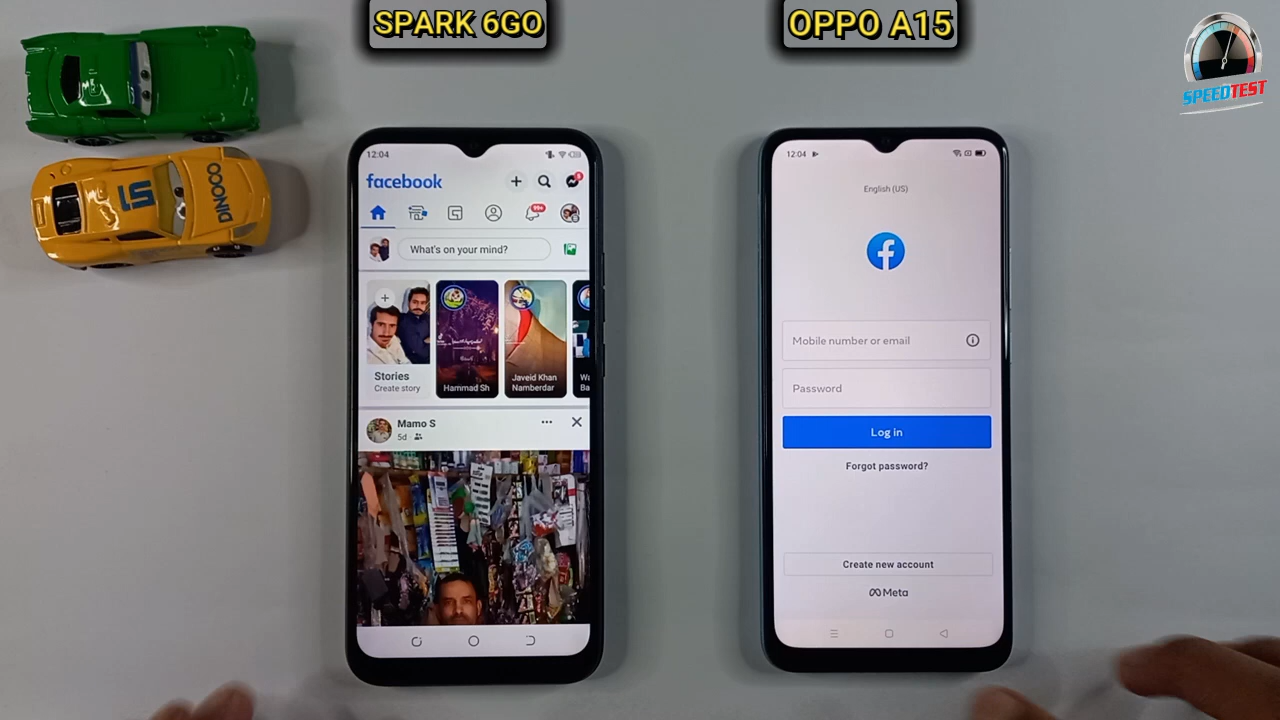 SPARK 6GO
OPPO A15
SPEEDTEST
DINOCO
12:04
facebook
99+
What's on your mind?
Stories
Create story
Hammad Sh
Javeid Khan
Namberdar
Wa
Ba
Mamo S
5d
12:04
English (US)
Mobile number or email
Password
Log in
Forgot password?
Create new account
Meta